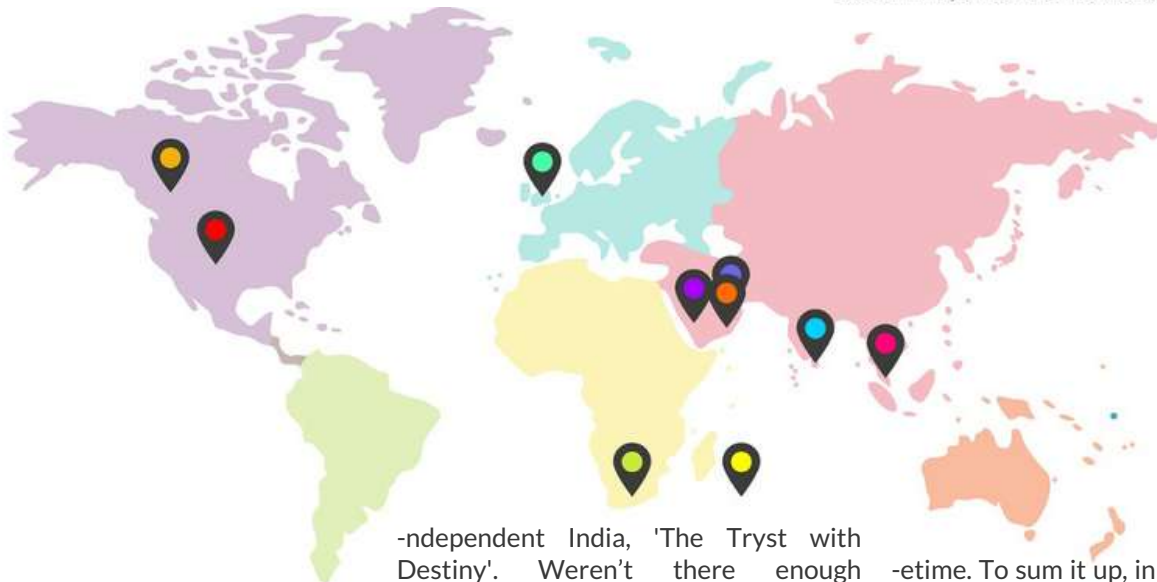 -ndependent India, 'The Tryst with
Destiny'. Weren't there enough
-etime. To sum it up, in